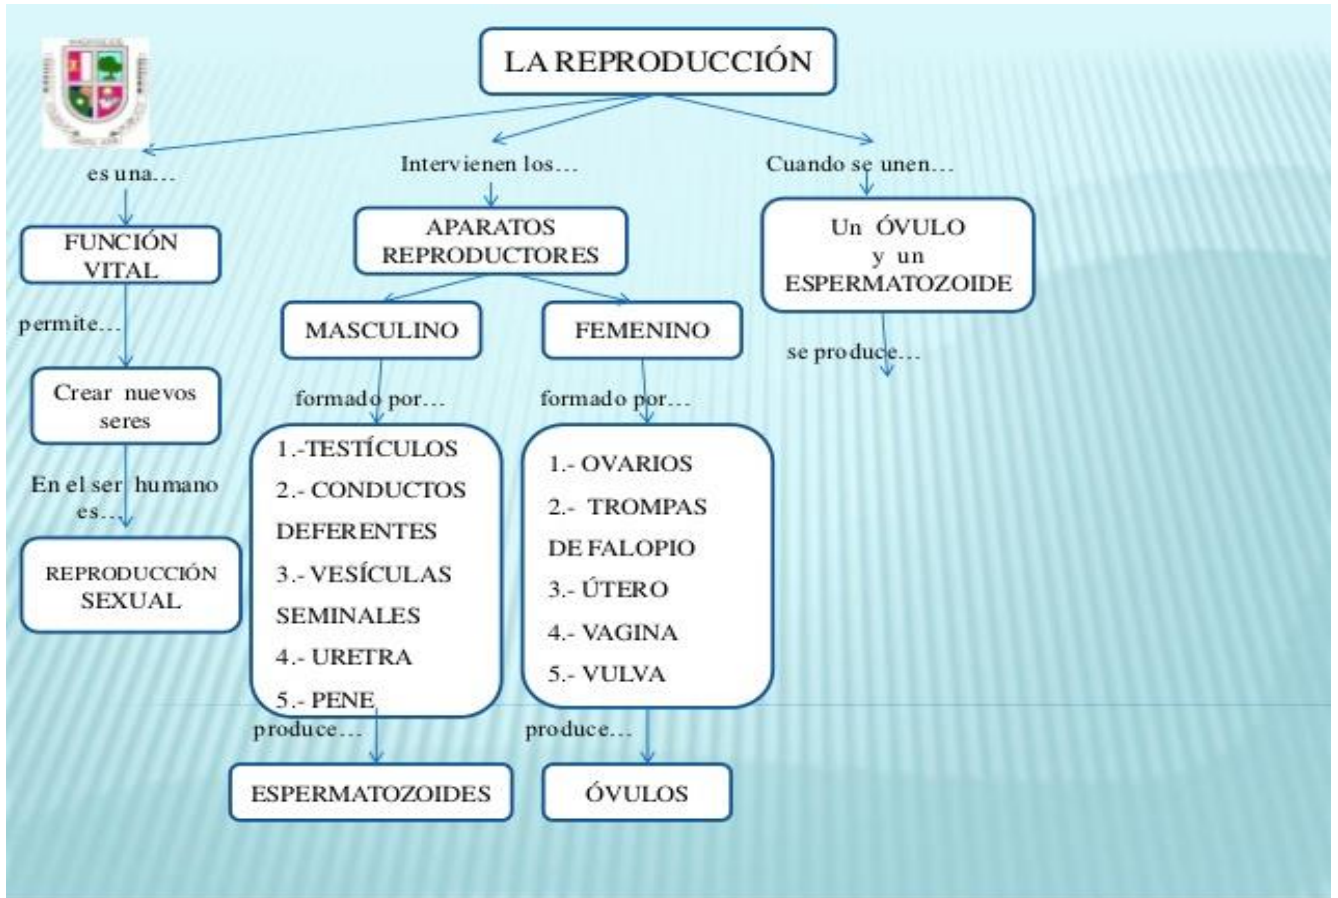 LA REPRODUCCIÓN
es una...
Intervienen los...
Cuando se unen...
FUNCIÓN
VITAL
APARATOS
REPRODUCTORES
Un ÓVULO
y un
ESPERMATOZOIDE
permite...
MASCULINO
FEMENINO
se produce...
Crear nuevos
seres
formado por...
formado por...
En el ser humano
es...
REPRODUCCIÓN
SEXUAL
1.-TESTÍCULOS
2.- CONDUCTOS
DEFERENTES
3.- VESÍCULAS
SEMINALES
4.- URETRA
5.- PENE
1.- OVARIOS
2.- TROMPAS
DE FALOPIO
3.- ÚTERO
4.- VAGINA
5.- VULVA
produce...
produce...
ESPERMATOZOIDES
ÓVULOS